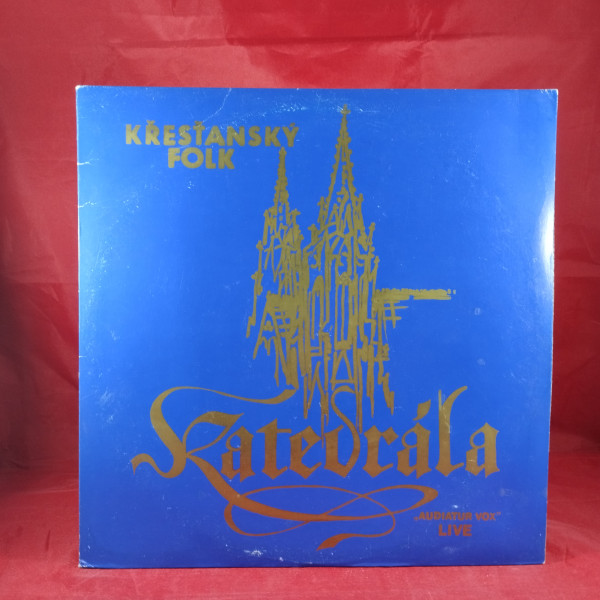 KŘESŤANSKÝ
FOLK
Katedrála
„AUDIATUR VOX"
LIVE